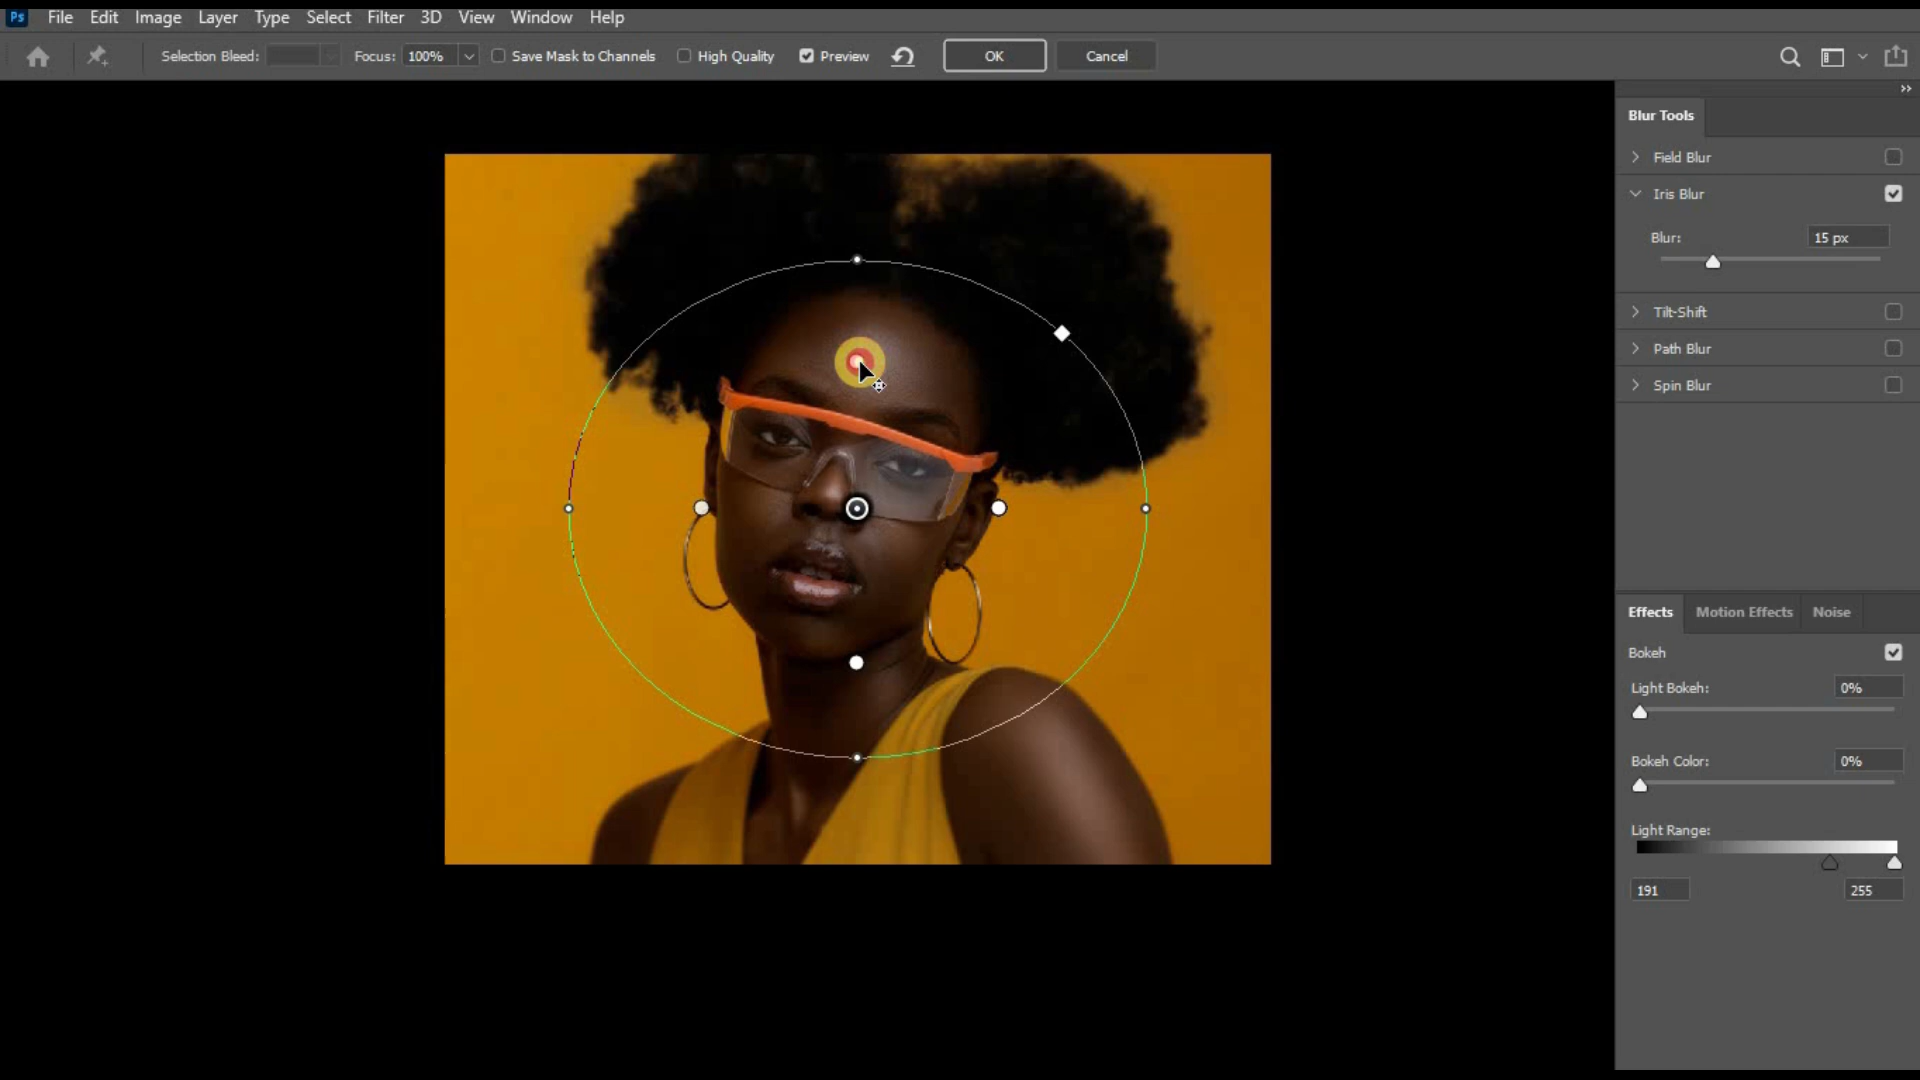 Ps File Edit Image Layer Type Select Filter 3D View Window Help
Selection Bleed: Focus: 100% Save Mask to Channels High Quality Preview OK Cancel
Blur Tools
Field Blur
Iris Blur
Blur: 15 px
Tilt-Shift
Path Blur
Spin Blur
Effects Motion Effects Noise
Bokeh
Light Bokeh: 0%
Bokeh Color: 0%
Light Range:
191 255